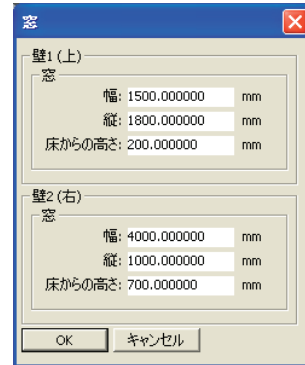 窓
壁1(上)
窓
幅: 1500.000000 mm
縦: 1800.000000 mm
床からの高さ: 200.000000 mm
壁2(右)
窓
幅: 4000.000000 mm
縦: 1000.000000 mm
床からの高さ: 700.000000 mm
OK キャンセル